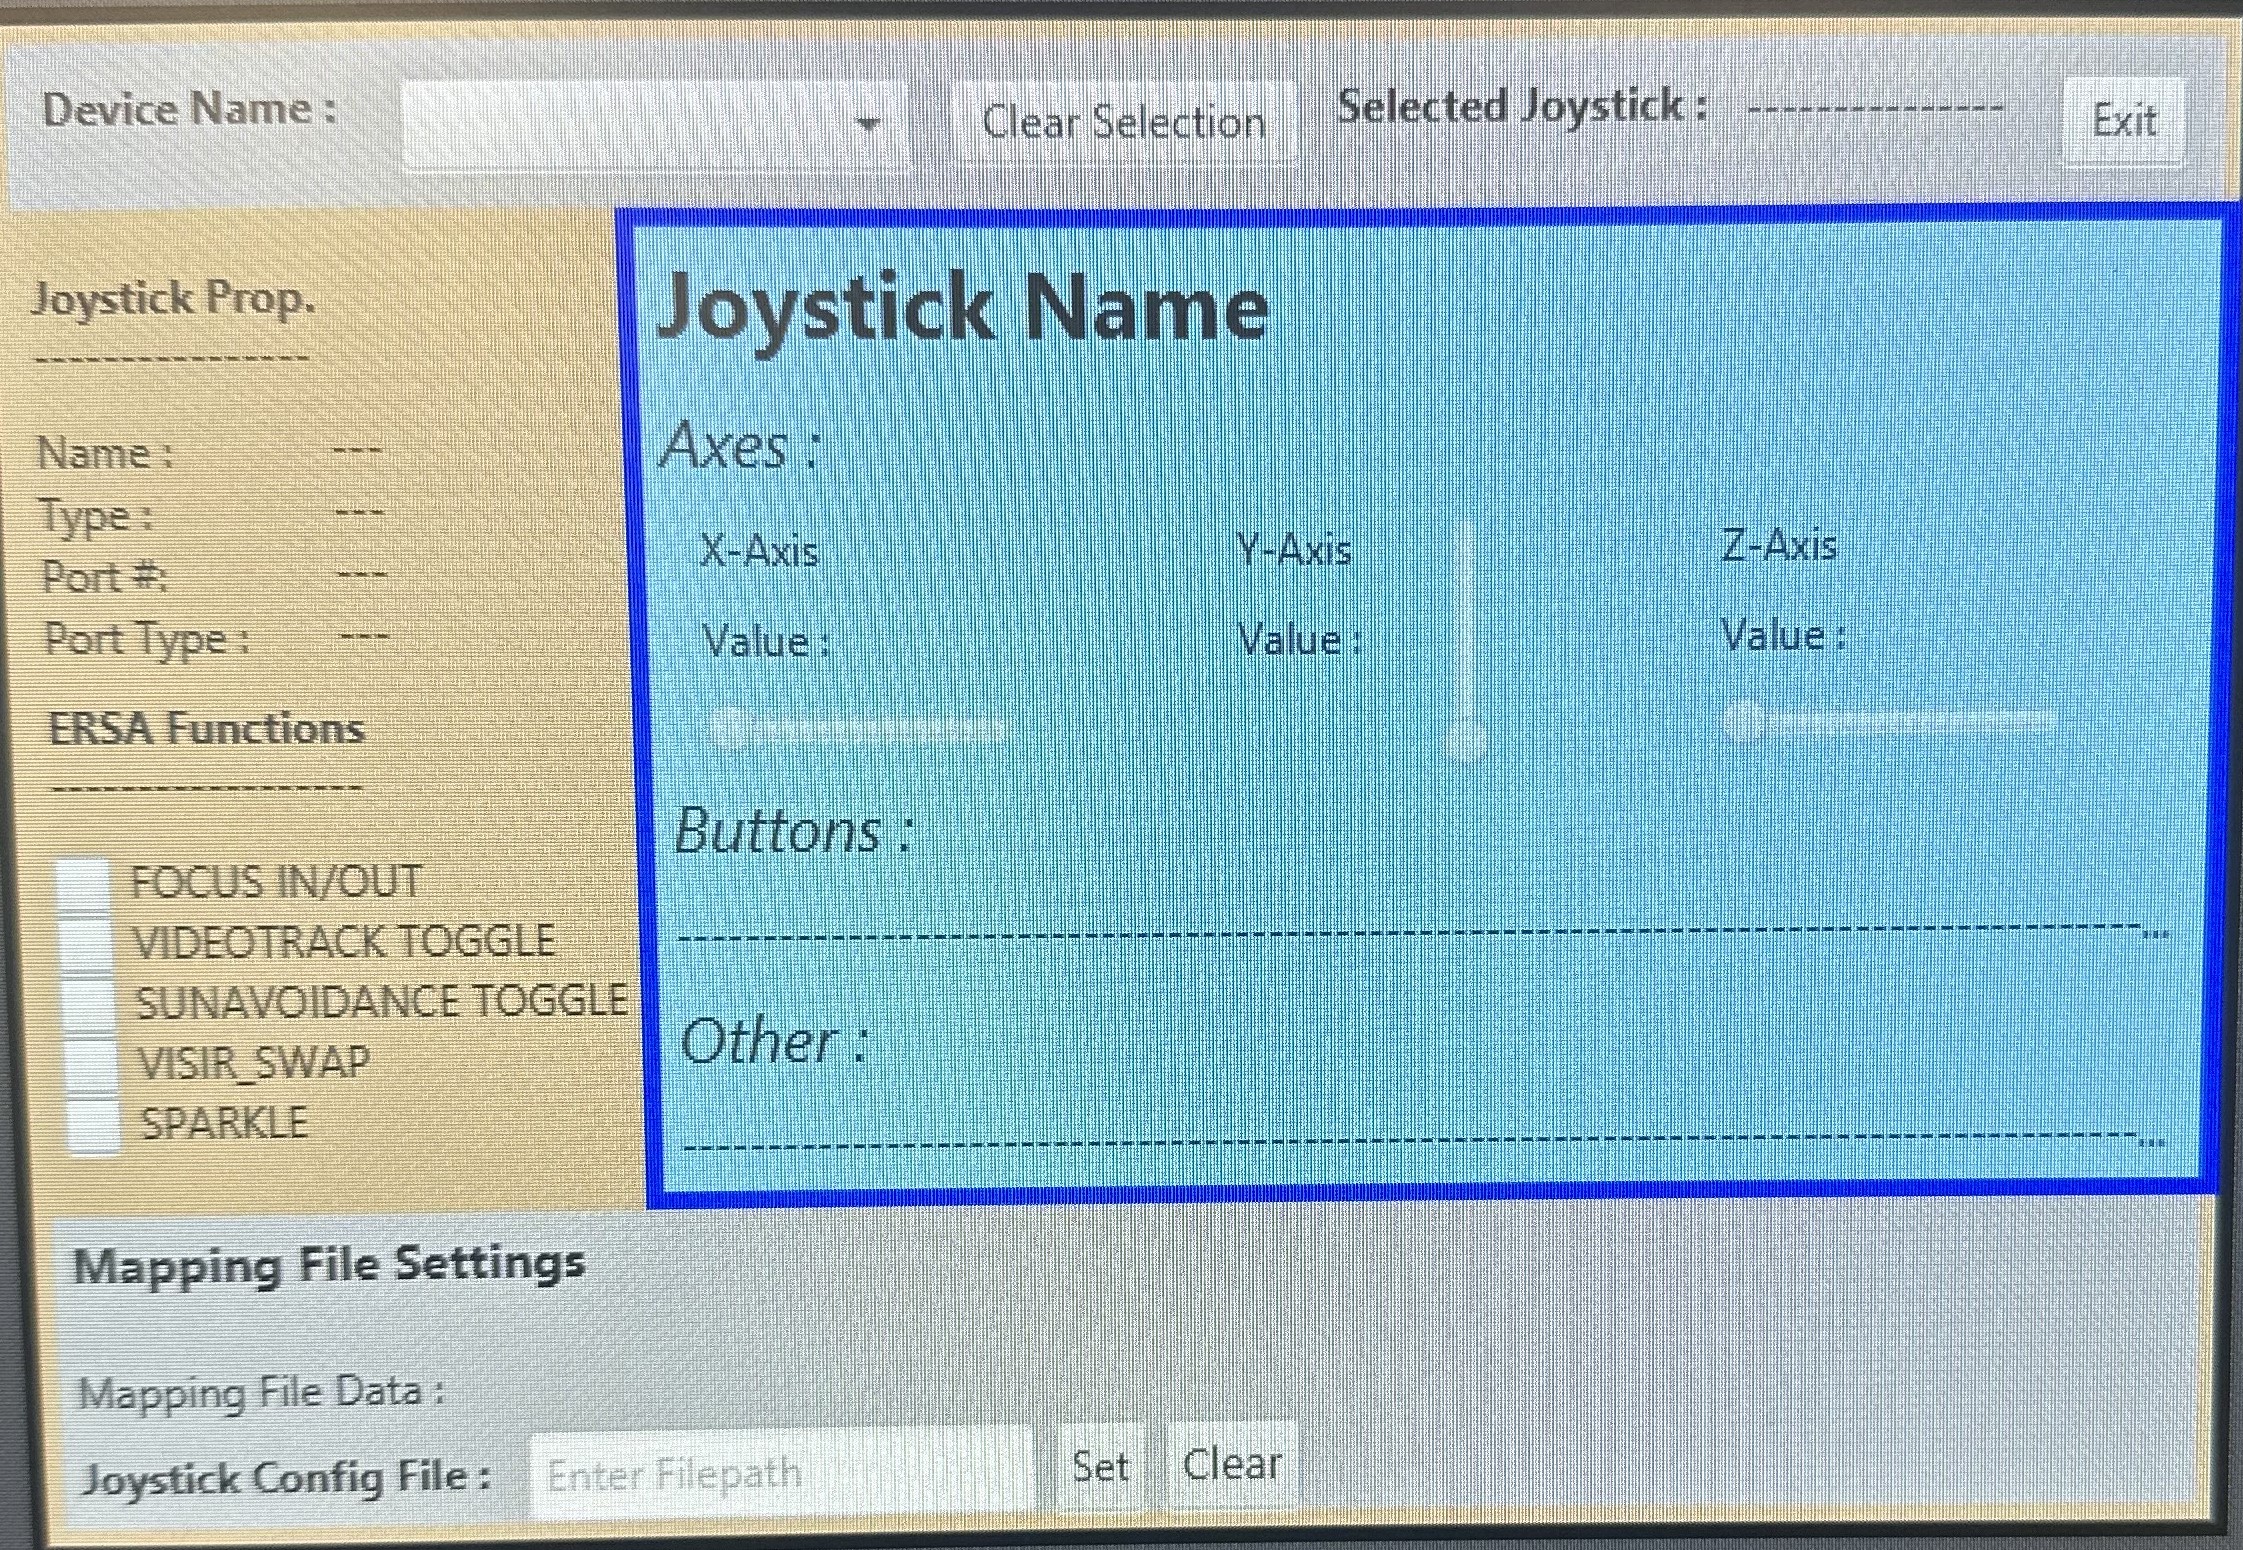 Device Name :
Clear Selection
Selected Joystick : ---------------
Exit
Joystick Prop.
----------------
Name : ---
Type : ---
Port #: ---
Port Type : ---
ERSA Functions
------------------
FOCUS IN/OUT
VIDEOTRACK TOGGLE
SUNAVOIDANCE TOGGLE
VISIR_SWAP
SPARKLE
Joystick Name
Axes :
X-Axis
Y-Axis
Z-Axis
Value :
Value :
Value :
Buttons :
--------------------------------------------------------------------------------------------...
Other :
--------------------------------------------------------------------------------------------...
Mapping File Settings
Mapping File Data :
Joystick Config File :
Enter Filepath
Set
Clear